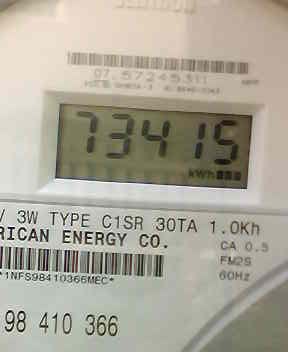 07.57245311
73415
kWh
V 3W TYPE C1SR 30TA 1.0Kh
RICAN ENERGY CO.
CA 0.5
FM2S
60Hz
*1NFS98410366MEC*
98 410 366